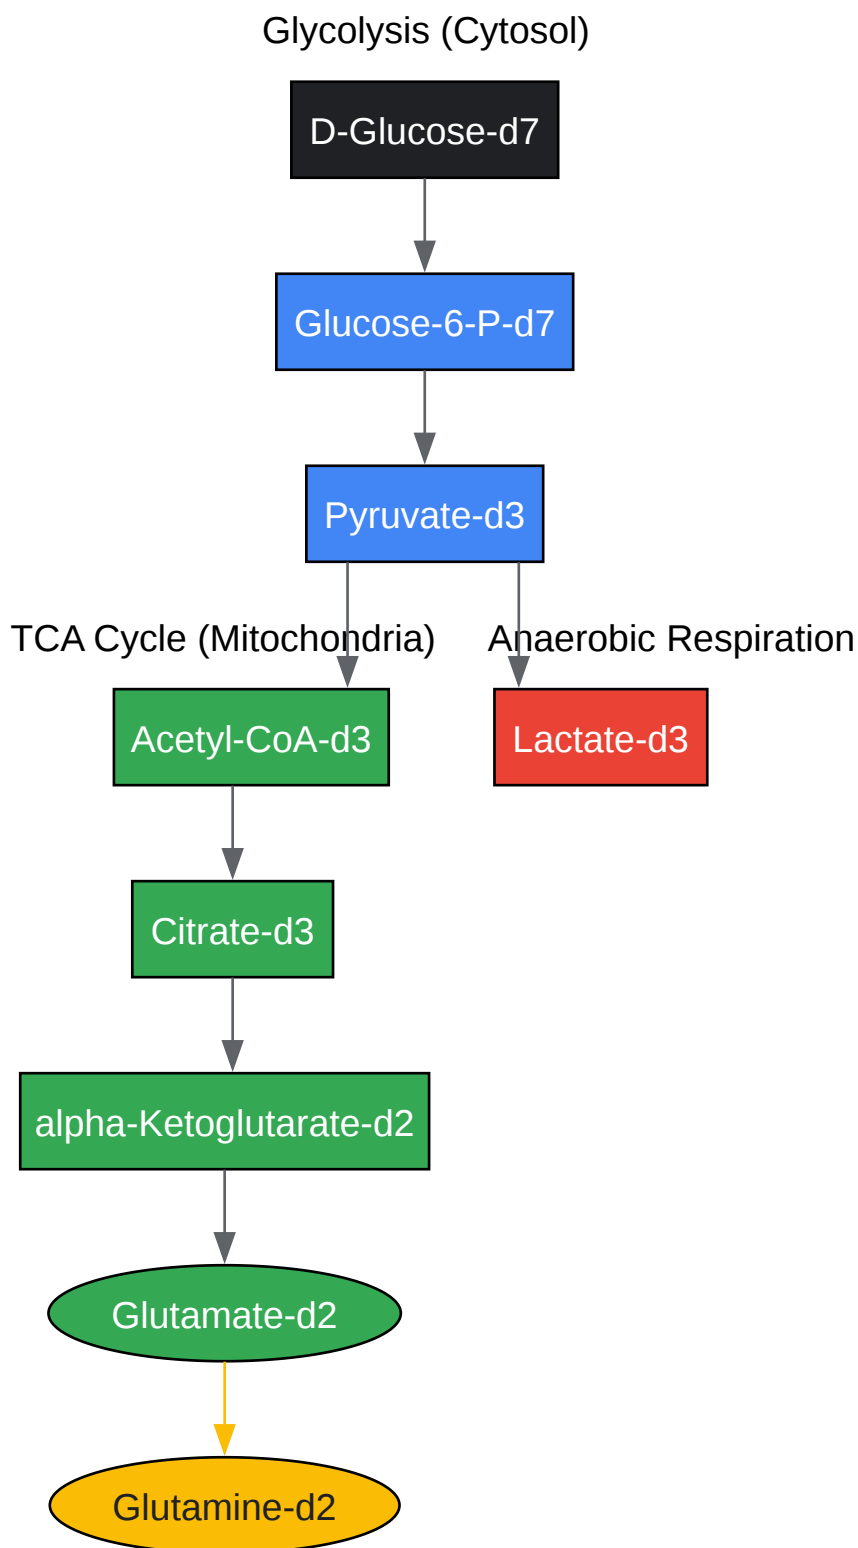 Glycolysis (Cytosol)
D-Glucose-d7
Glucose-6-P-d7
Pyruvate-d3
TCA Cycle (Mitochondria)
Anaerobic Respiration
Acetyl-CoA-d3
Lactate-d3
Citrate-d3
alpha-Ketoglutarate-d2
Glutamate-d2
Glutamine-d2